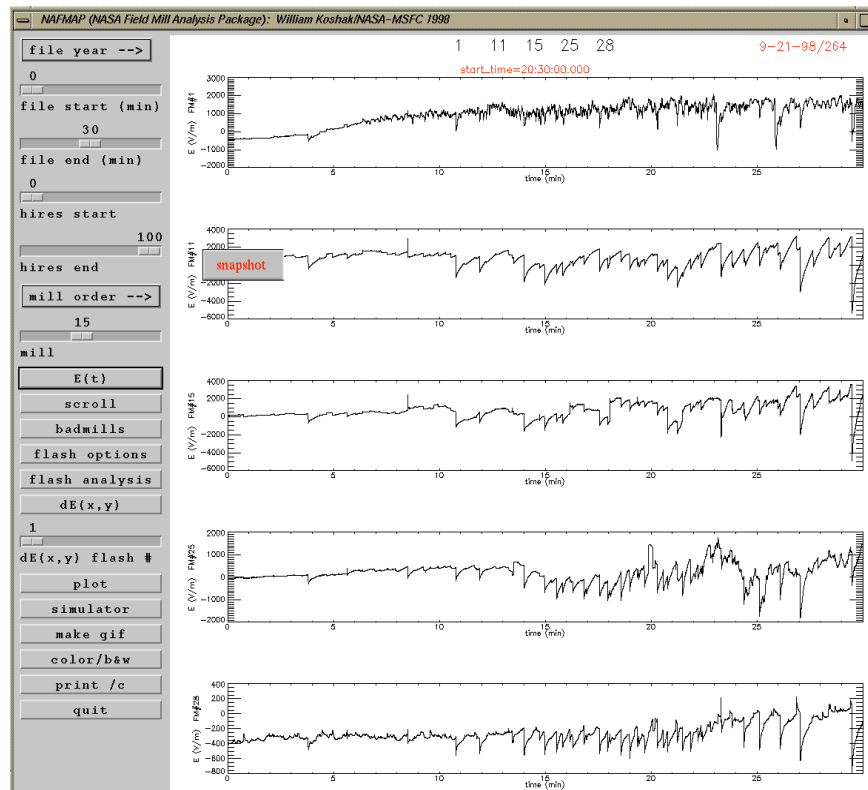 NAFMAP (NASA Field Mill Analysis Package): William Koshak/NASA-MSFC 1998
file year -->
0
file start (min)
30
file end (min)
0
hires start
100
hires end
mill order -->
15
mill
E{t}
scroll
badmills
flash options
flash analysis
dE{x,y}
1
dE{x,y} flash #
plot
simulator
make gif
color/b&w
print /c
quit
1 11 15 25 28
9-21-98/264
start_time=20:30:00.000
E (V/m) FM#1
3000
2000
1000
0
-1000
-2000
0 5 10 15 20 25
time (min)
snapshot
E (V/m) FM#11
4000
2000
0
-2000
-4000
-6000
0 5 10 15 20 25
time (min)
E (V/m) FM#15
4000
2000
0
-2000
-4000
-6000
0 5 10 15 20 25
time (min)
E (V/m) FM#25
2000
1000
0
-1000
-2000
0 5 10 15 20 25
time (min)
E (V/m) FM#28
400
200
0
-200
-400
-600
-800
0 5 10 15 20 25
time (min)